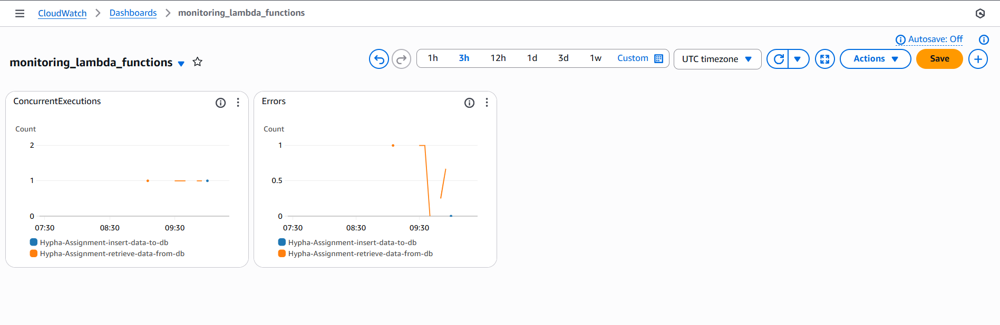 CloudWatch Dashboards monitoring_lambda_functions
Autosave: Off
monitoring_lambda_functions
1h 3h 12h 1d 3d 1w Custom UTC timezone Actions Save
ConcurrentExecutions
Count
2
1
0
07:30 08:30 09:30
Hypha-Assignment-insert-data-to-db
Hypha-Assignment-retrieve-data-from-db
Errors
Count
1
0.5
0
07:30 08:30 09:30
Hypha-Assignment-insert-data-to-db
Hypha-Assignment-retrieve-data-from-db